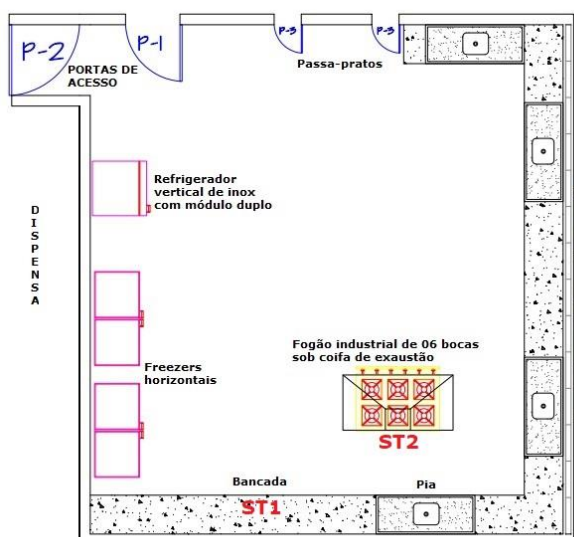 P-2
P-1
P-3
P-3
PORTAS DE
ACESSO
Passa-pratos
Refrigerador
vertical de inox
com módulo duplo
D
I
S
P
E
N
S
A
Fogão industrial de 06 bocas
sob coifa de exaustão
Freezers
horizontais
ST2
Bancada
Pia
ST1